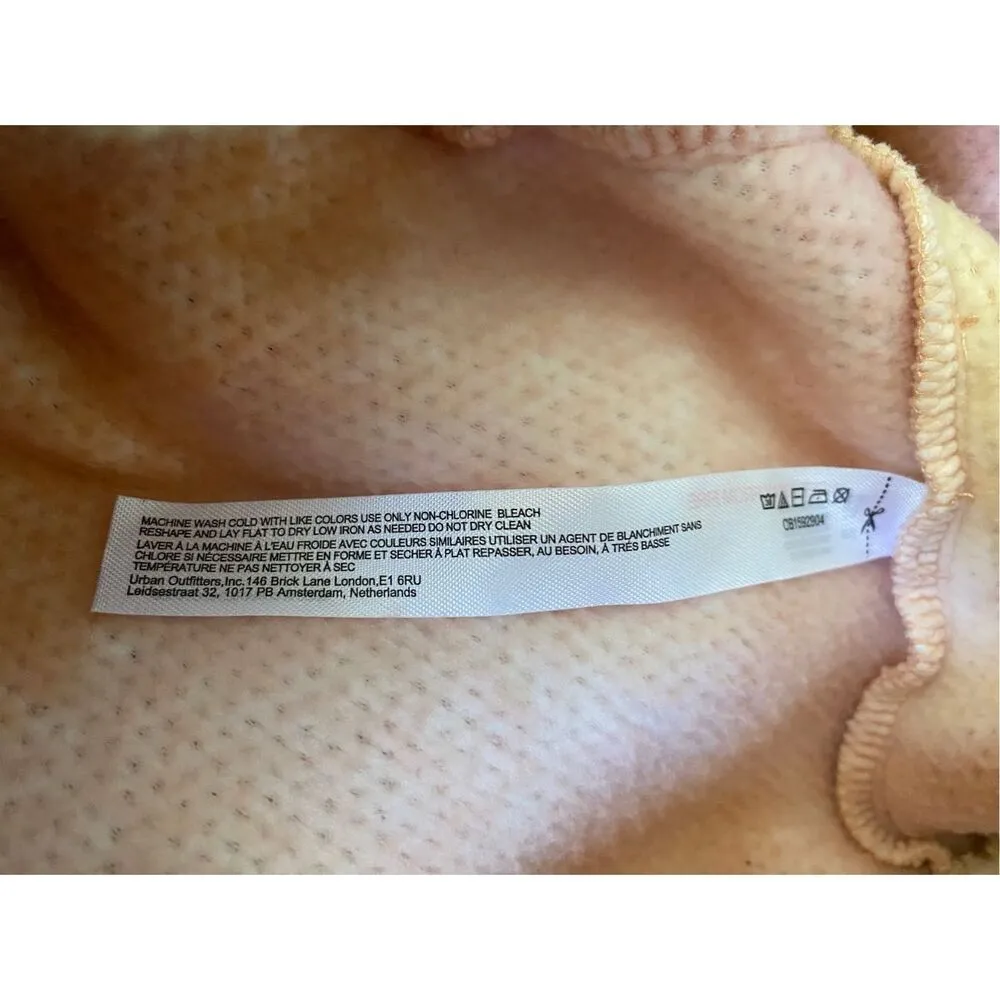 MACHINE WASH COLD WITH LIKE COLORS USE ONLY NON-CHLORINE BLEACH
RESHAPE AND LAY FLAT TO DRY LOW IRON AS NEEDED DO NOT DRY CLEAN
LAVER À LA MACHINE À L'EAU FROIDE AVEC COULEURS SIMILAIRES UTILISER UN AGENT DE BLANCHIMENT SANS
CHLORE SI NÉCESSAIRE METTRE EN FORME ET SECHER À PLAT REPASSER, AU BESOIN, À TRÉS BASSE
TEMPÉRATURE NE PAS NETTOYER À SEC
Urban Outfitters,Inc.146 Brick Lane London,E1 6RU
Leidsestraat 32, 1017 PB Amsterdam, Netherlands
CB1592904